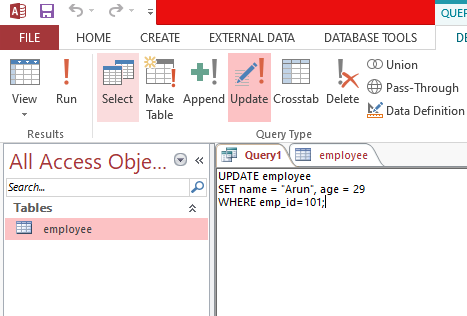 QUERY
FILE
HOME
CREATE
EXTERNAL DATA
DATABASE TOOLS
DE
View
Run
Select
Make
Table
Append
Update
Crosstab
Delete
Union
Pass-Through
Data Definition
Results
Query Type
All Access Obje...
Search...
Tables
employee
Query1
employee
UPDATE employee
SET name = "Arun", age = 29
WHERE emp_id=101;